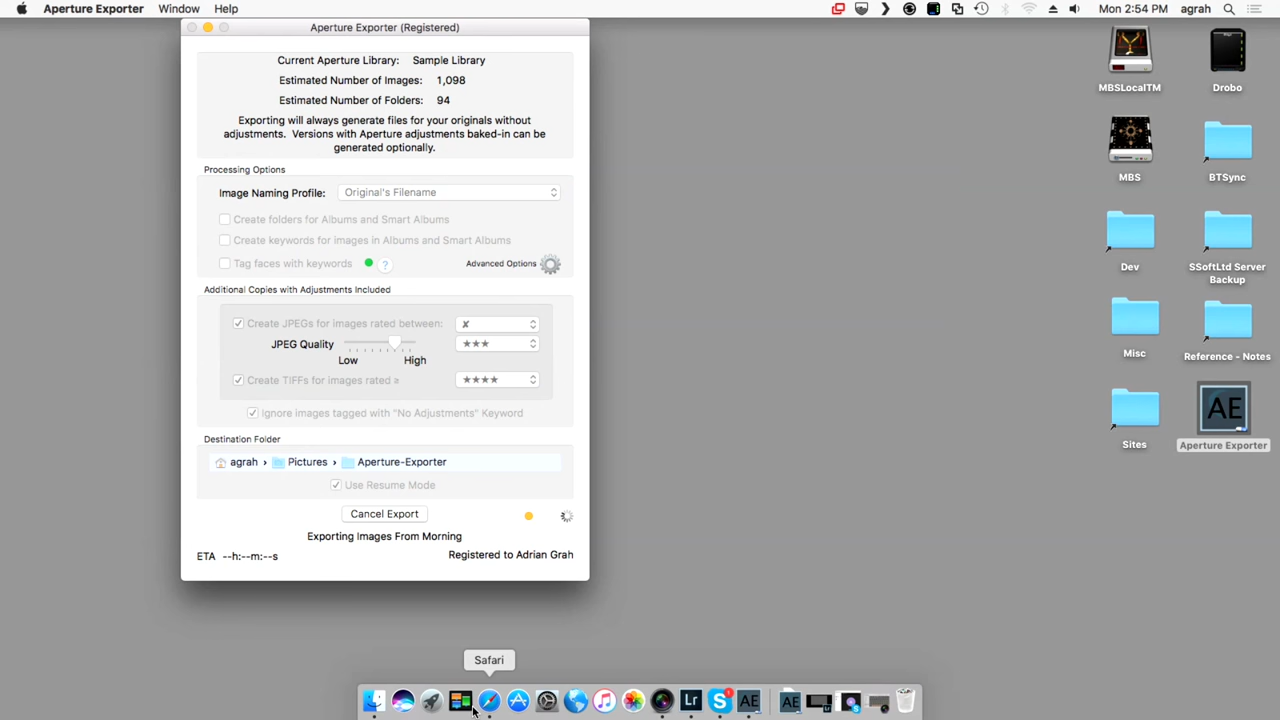 Aperture Exporter Window Help Mon 2:54 PM agrah
Aperture Exporter (Registered)
Current Aperture Library: Sample Library
Estimated Number of Images: 1,098
Estimated Number of Folders: 94
Exporting will always generate files for your originals without
adjustments. Versions with Aperture adjustments baked-in can be
generated optionally.
Processing Options
Image Naming Profile: Original's Filename
Create folders for Albums and Smart Albums
Create keywords for images in Albums and Smart Albums
Tag faces with keywords ? Advanced Options
Additional Copies with Adjustments Included
Create JPEGs for images rated between: ✘
JPEG Quality ★★★
Low High
Create TIFFs for images rated ≥ ★★★★
Ignore images tagged with "No Adjustments" Keyword
Destination Folder
agrah › Pictures › Aperture-Exporter
Use Resume Mode
Cancel Export
Exporting Images From Morning
ETA --h:--m:--s Registered to Adrian Grah
MBSLocalTM
Drobo
MBS
BTSync
Dev
SSoftLtd Server
Backup
Misc
Reference - Notes
AE
Sites
Aperture Exporter
Safari
Lr
AE
AE